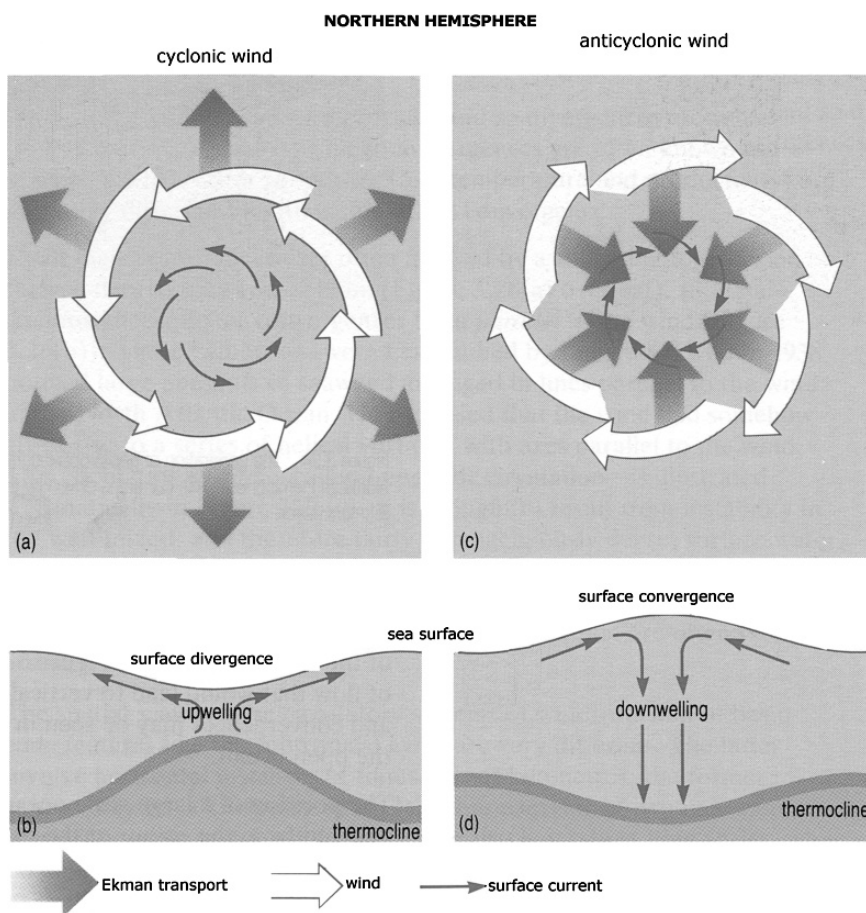 NORTHERN HEMISPHERE
cyclonic wind
anticyclonic wind
(a)
(c)
surface convergence
surface divergence
sea surface
upwelling
downwelling
(b)
thermocline
(d)
thermocline
Ekman transport
wind
surface current